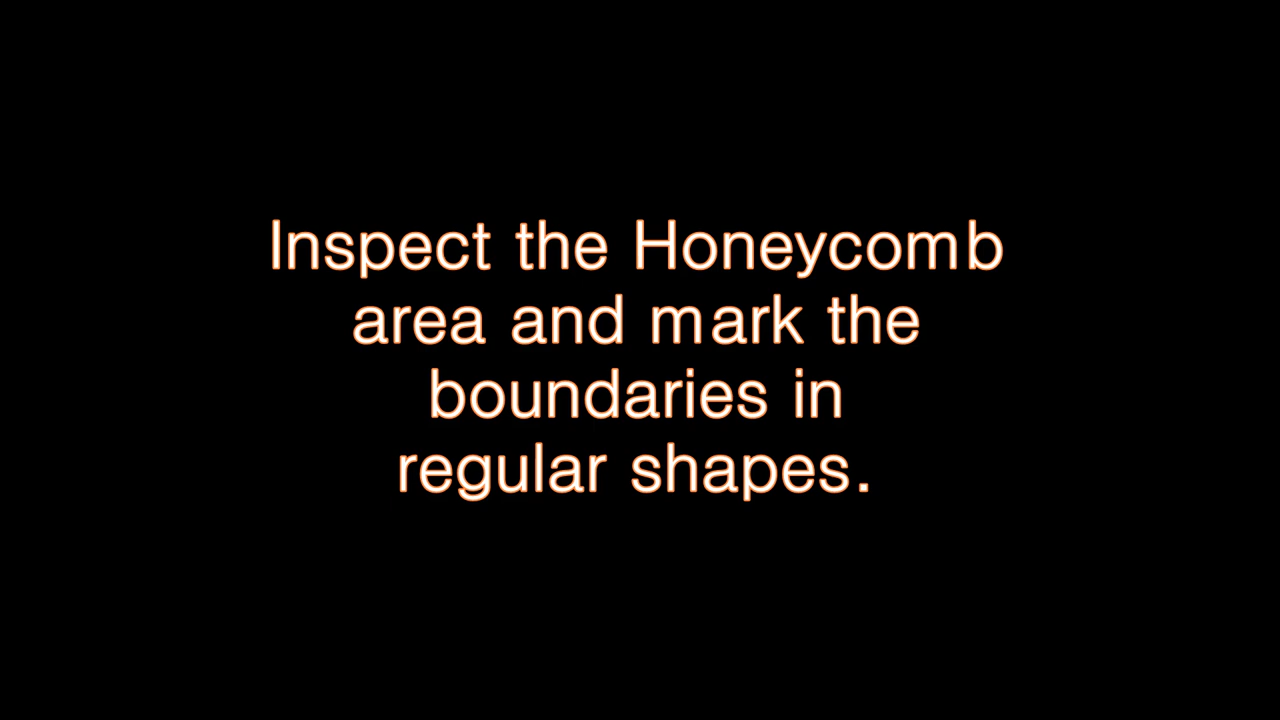 Inspect the Honeycomb
area and mark the
boundaries in
regular shapes.